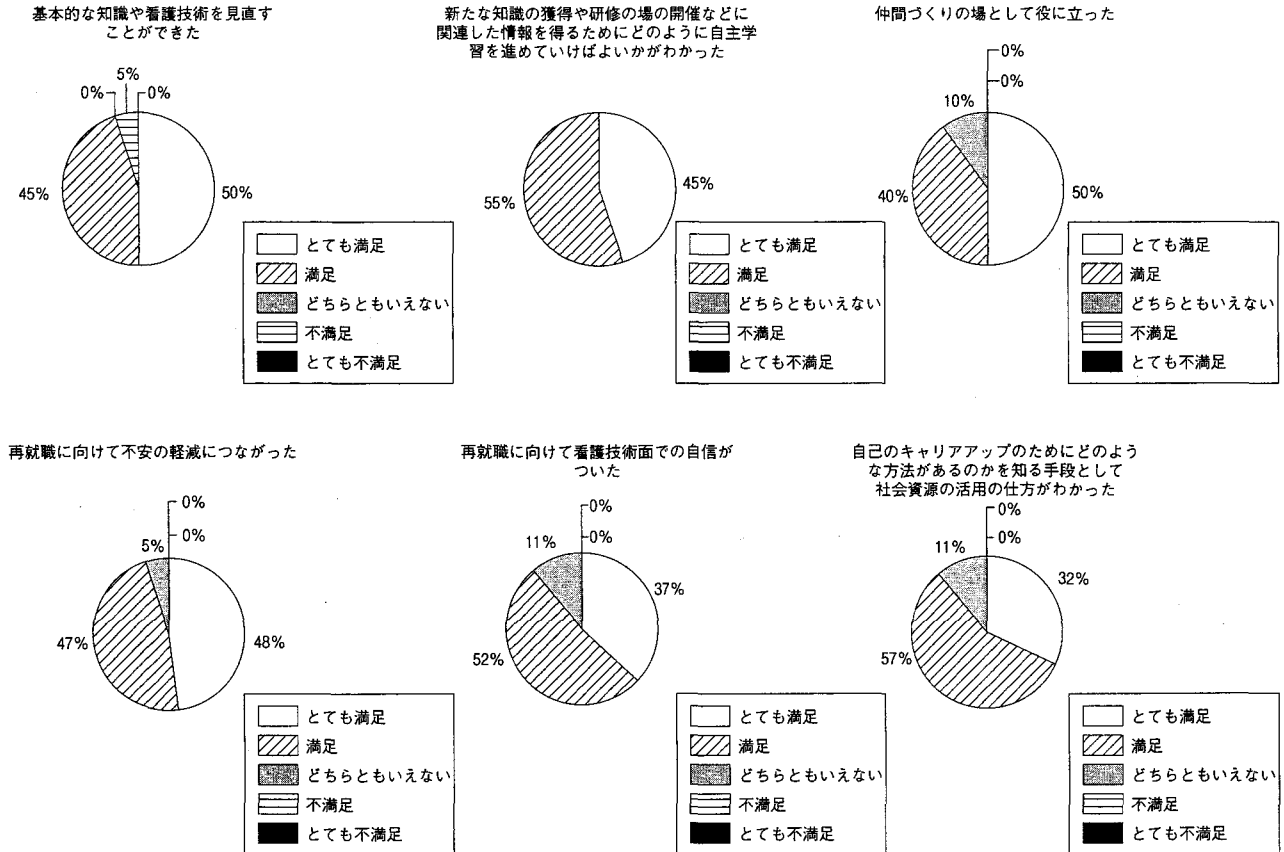 基本的な知識や看護技術を見直す
ことができた
5%
0%
0%
45%
50%
とても満足
満足
どちらともいえない
不満足
とても不満足
新たな知識の獲得や研修の場の開催などに
関連した情報を得るためにどのように自主学
習を進めていけばよいかがわかった
55%
45%
とても満足
満足
どちらともいえない
不満足
とても不満足
仲間づくりの場として役に立った
0%
0%
10%
40%
50%
とても満足
満足
どちらともいえない
不満足
とても不満足
再就職に向けて不安の軽減につながった
0%
0%
5%
47%
48%
とても満足
満足
どちらともいえない
不満足
とても不満足
再就職に向けて看護技術面での自信が
ついた
0%
0%
11%
37%
52%
とても満足
満足
どちらともいえない
不満足
とても不満足
自己のキャリアアップのためにどのよう
な方法があるのかを知る手段として
社会資源の活用の仕方がわかった
0%
0%
11%
32%
57%
とても満足
満足
どちらともいえない
不満足
とても不満足